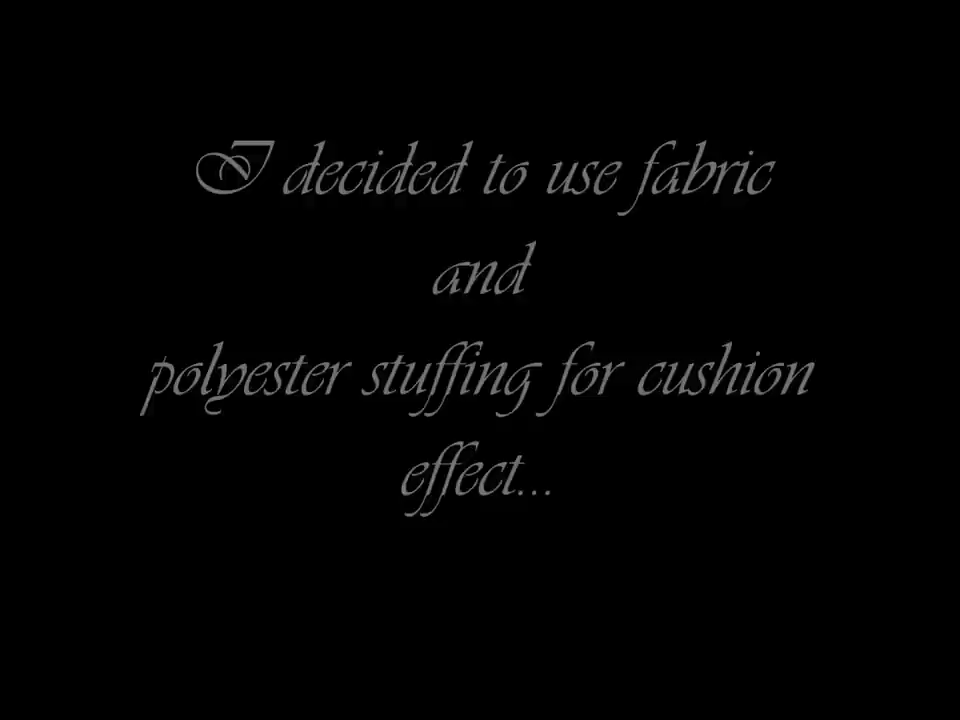 I decided to use fabric
and
polyester stuffing for cushion
effect...